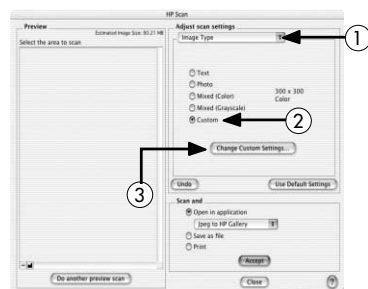 HP Scan
Preview
Estimated Image Size: 90.21 MB
Select the area to scan
Do another preview scan
Adjust scan settings
Image Type
1
Text
Photo
Mixed (Color)
Mixed (Grayscale)
Custom
300 x 300
Color
2
Change Custom Settings...
3
Undo
Use Default Settings
Scan and
Open in application
Jpeg to HP Gallery
Save as file
Print
Accept
Close
?